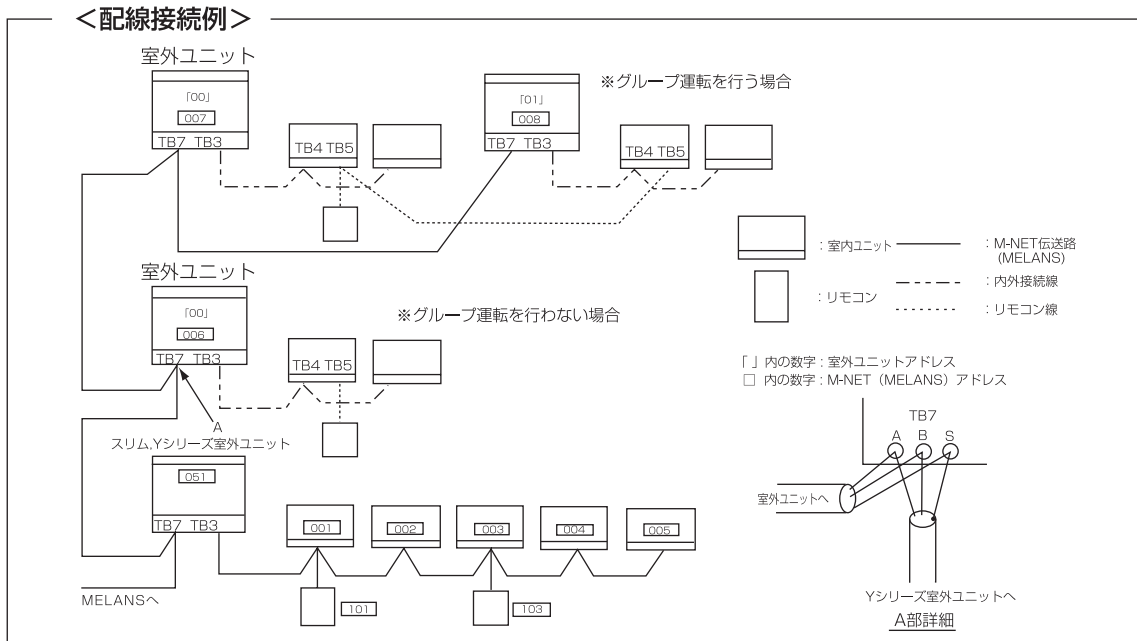 ＜配線接続例＞
室外ユニット
「00」
007
TB7 TB3
TB4 TB5
「01」
008
TB7 TB3
※グループ運転を行う場合
TB4 TB5
：室内ユニット
：M-NET伝送路
(MELANS)
：内外接続線
：リモコン
：リモコン線
室外ユニット
「00」
006
TB7 TB3
※グループ運転を行わない場合
TB4 TB5
A
「 」内の数字：室外ユニットアドレス
□ 内の数字：M-NET（MELANS）アドレス
スリム,Yシリーズ室外ユニット
051
TB7 TB3
001
002
003
004
005
101
103
MELANSへ
TB7
A B S
室外ユニットへ
Yシリーズ室外ユニットへ
A部詳細